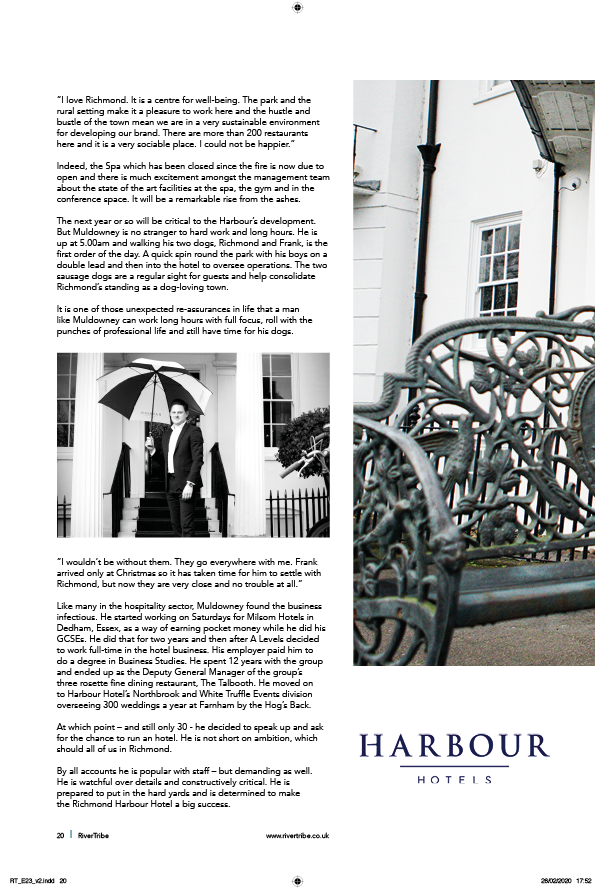 “I love Richmond. It is a centre for well-being. The park and the
rural setting make it a pleasure to work here and the hustle and
bustle of the town mean we are in a very sustainable environment
for developing our brand. There are more than 200 restaurants
here and it is a very sociable place. I could not be happier.”
Indeed, the Spa which has been closed since the fire is now due to
open and there is much excitement amongst the management team
about the state of the art facilities at the spa, the gym and in the
conference space. It will be a remarkable rise from the ashes.
The next year or so will be critical to the Harbour’s development.
But Muldowney is no stranger to hard work and long hours. He is
up at 5.00am and walking his two dogs, Richmond and Frank, is the
first order of the day. A quick spin round the park with his boys on a
double lead and then into the hotel to oversee operations. The two
sausage dogs are a regular sight for guests and help consolidate
Richmond’s standing as a dog-loving town.
It is one of those unexpected re-assurances in life that a man
like Muldowney can work long hours with full focus, roll with the
punches of professional life and still have time for his dogs.
“I wouldn’t be without them. They go everywhere with me. Frank
arrived only at Christmas so it has taken time for him to settle with
Richmond, but now they are very close and no trouble at all.”
Like many in the hospitality sector, Muldowney found the business
infectious. He started working on Saturdays for Milsom Hotels in
Dedham, Essex, as a way of earning pocket money while he did his
GCSEs. He did that for two years and then after A Levels decided
to work full-time in the hotel business. His employer paid him to
do a degree in Business Studies. He spent 12 years with the group
and ended up as the Deputy General Manager of the group’s
three rosette fine dining restaurant, The Talbooth. He moved on
to Harbour Hotel’s Northbrook and White Truffle Events division
overseeing 300 weddings a year at Farnham by the Hog’s Back.
At which point – and still only 30 - he decided to speak up and ask
for the chance to run an hotel. He is not short on ambition, which
should all of us in Richmond.
By all accounts he is popular with staff – but demanding as well.
He is watchful over details and constructively critical. He is
prepared to put in the hard yards and is determined to make
the Richmond Harbour Hotel a big success.
HARBOUR
HOTELS
20 | RiverTribe www.rivertribe.co.uk
RT_E23_v2.indd 20 26/02/2020 17:52